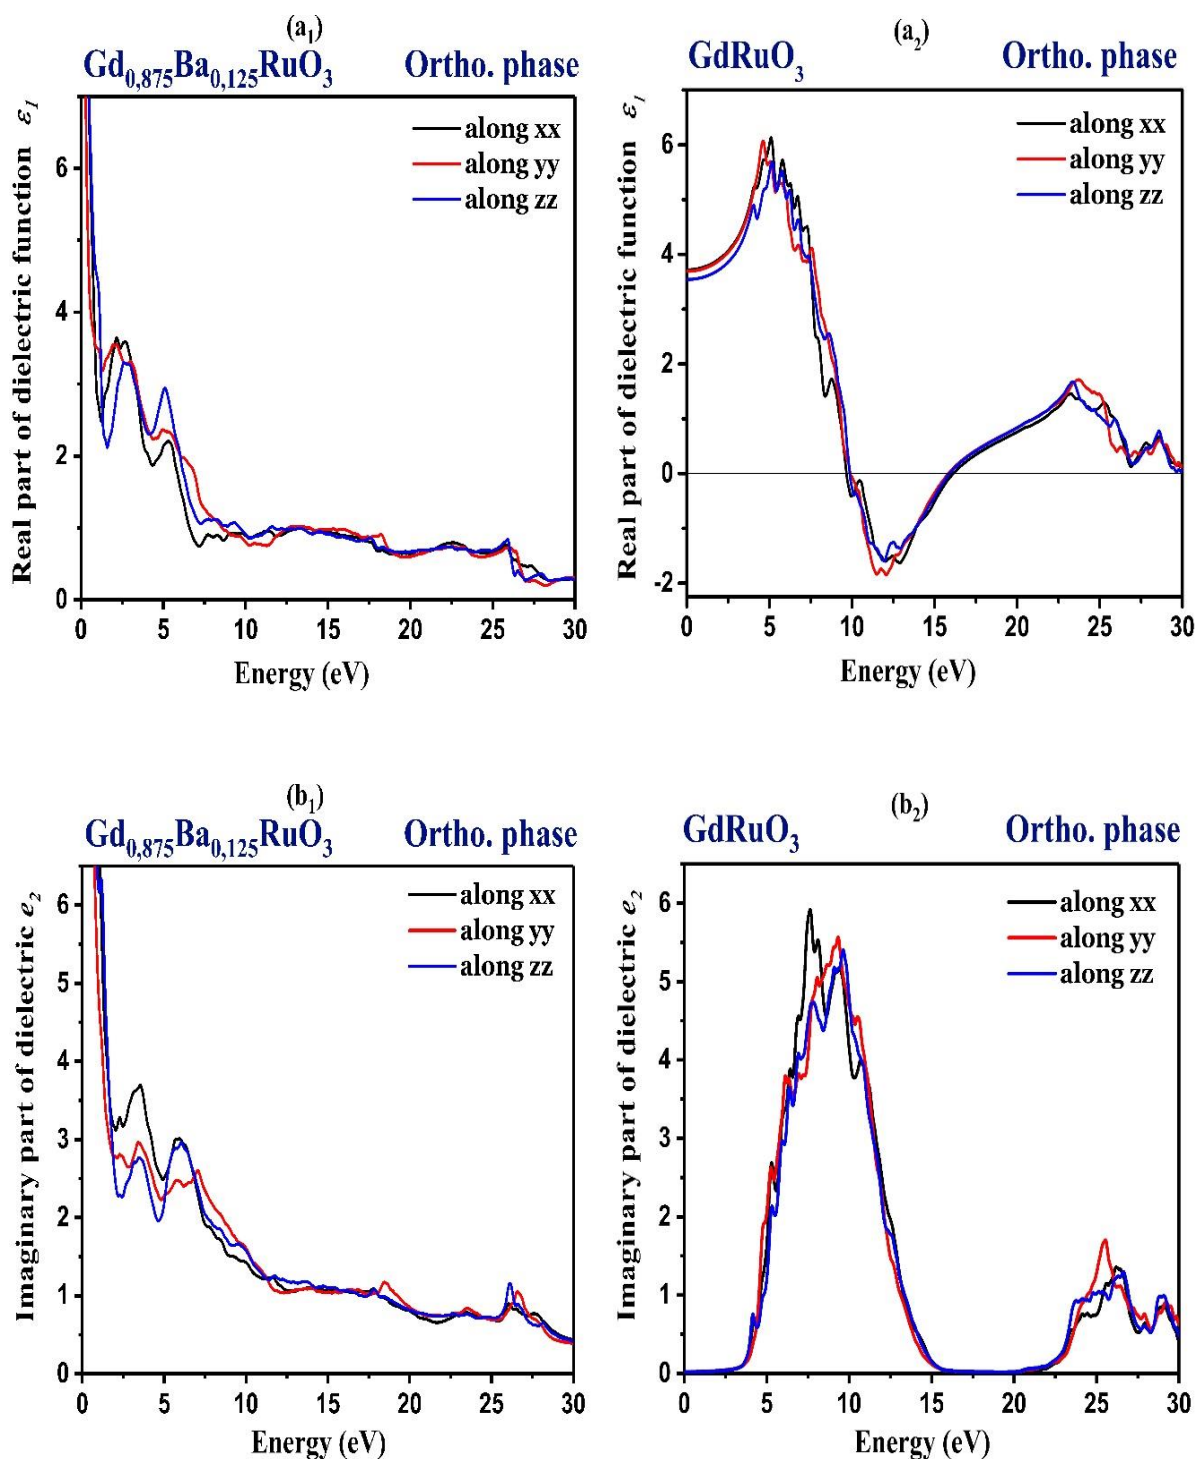 (a₁)
Gd₀,₈₇₅Ba₀,₁₂₅RuO₃ Ortho. phase
Real part of dielectric function ε₁
along xx
along yy
along zz
6
4
2
0
0 5 10 15 20 25 30
Energy (eV)
(a₂)
GdRuO₃ Ortho. phase
Real part of dielectric function ε₁
along xx
along yy
along zz
6
4
2
0
-2
0 5 10 15 20 25 30
Energy (eV)
(b₁)
Gd₀,₈₇₅Ba₀,₁₂₅RuO₃ Ortho. phase
Imaginary part of dielectric e₂
along xx
along yy
along zz
6
5
4
3
2
1
0
0 5 10 15 20 25 30
Energy (eV)
(b₂)
GdRuO₃ Ortho. phase
Imaginary part of dielectric e₂
along xx
along yy
along zz
6
5
4
3
2
1
0
0 5 10 15 20 25 30
Energy (eV)